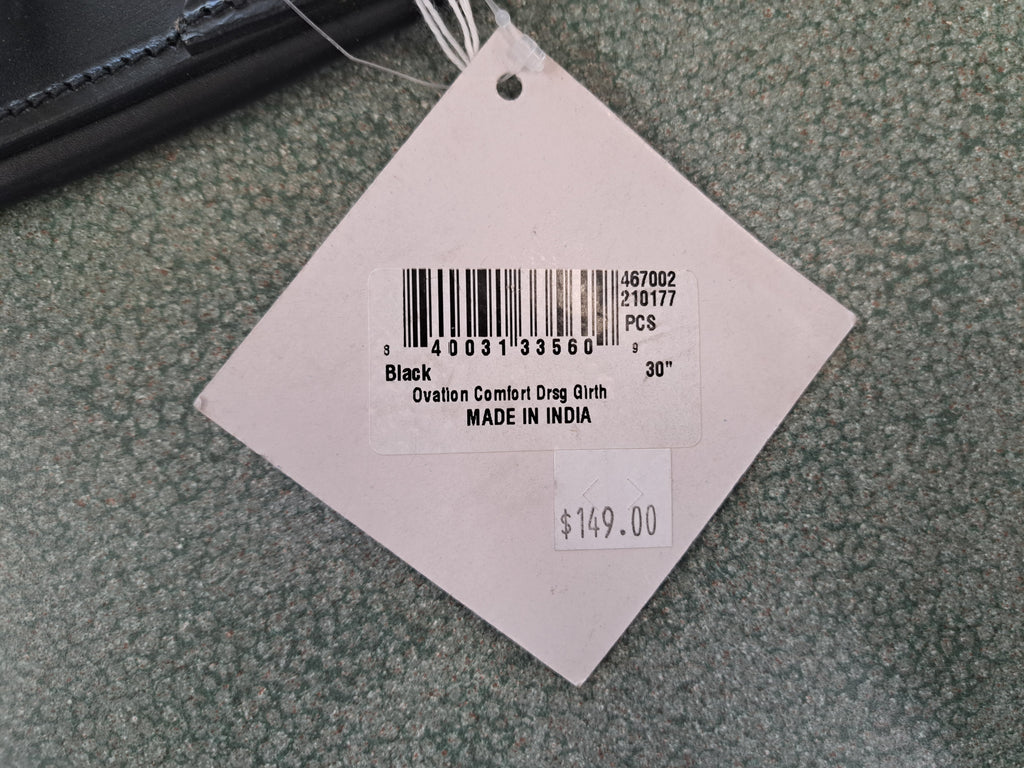 467002
210177
PCS
8 40031 33560 9
Black 30"
Ovation Comfort Drsg Girth
MADE IN INDIA
$149.00